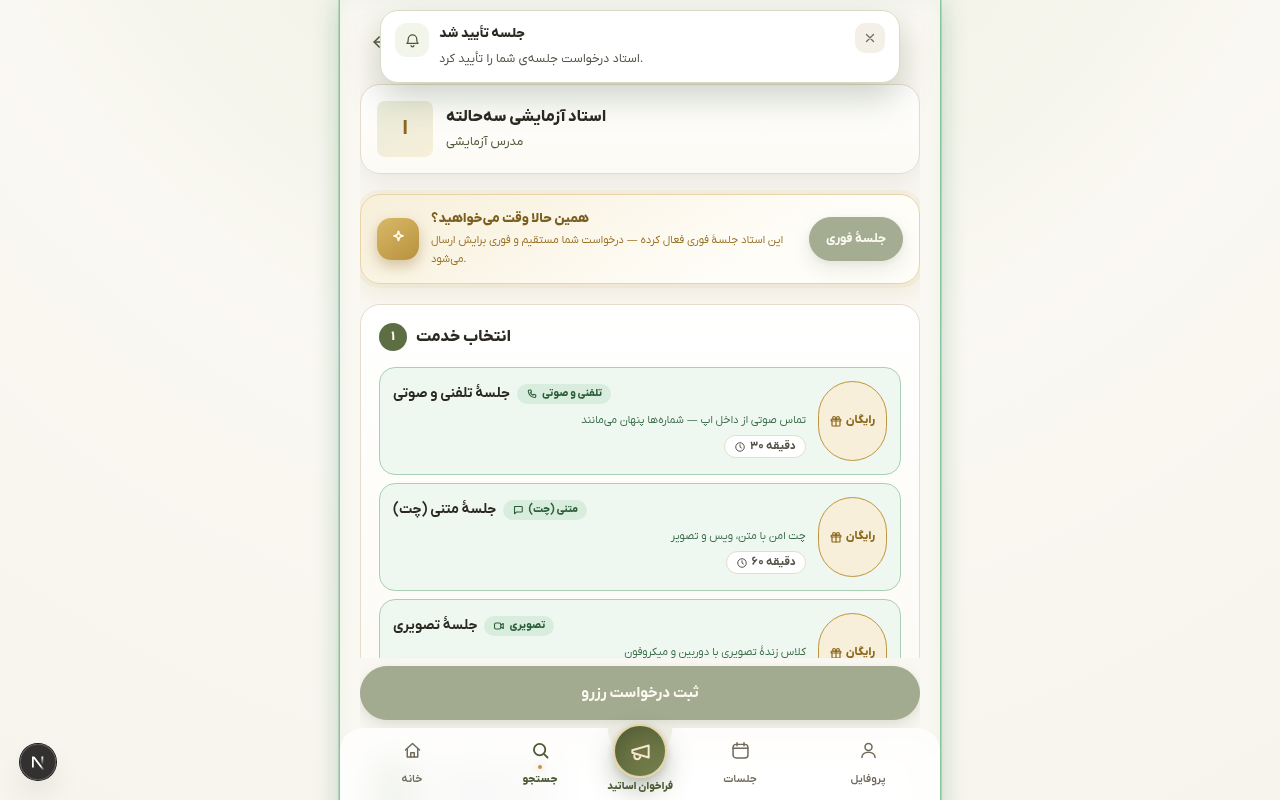 جلسه تأیید شد
استاد درخواست جلسه‌ی شما را تأیید کرد.
استاد آزمایشی سه‌حالته
مدرس آزمایشی
ا
همین حالا وقت می‌خواهید؟
این استاد جلسهٔ فوری فعال کرده — درخواست شما مستقیم و فوری برایش ارسال
می‌شود.
جلسهٔ فوری
۱ انتخاب خدمت
جلسهٔ تلفنی و صوتی تلفنی و صوتی
تماس صوتی از داخل اپ — شماره‌ها پنهان می‌مانند
۳۰ دقیقه
رایگان
جلسهٔ متنی (چت) متنی (چت)
چت امن با متن، ویس و تصویر
۶۰ دقیقه
رایگان
جلسهٔ تصویری تصویری
کلاس زندهٔ تصویری با دوربین و میکروفون
رایگان
ثبت درخواست رزرو
خانه
جستجو
فراخوان اساتید
جلسات
پروفایل
N